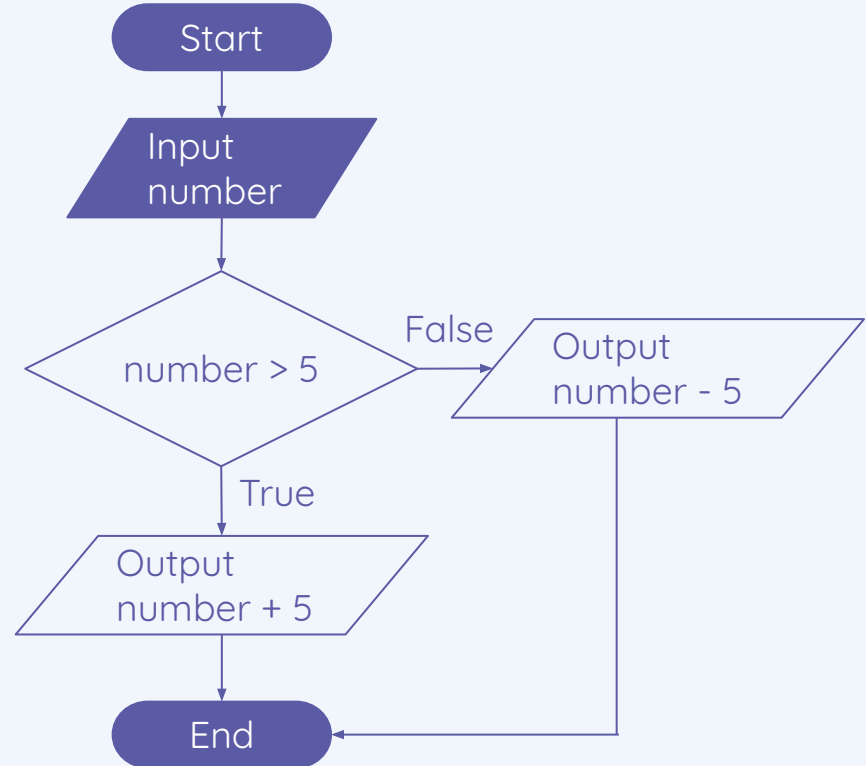 Start
Input
number
number > 5
False
Output
number - 5
True
Output
number + 5
End